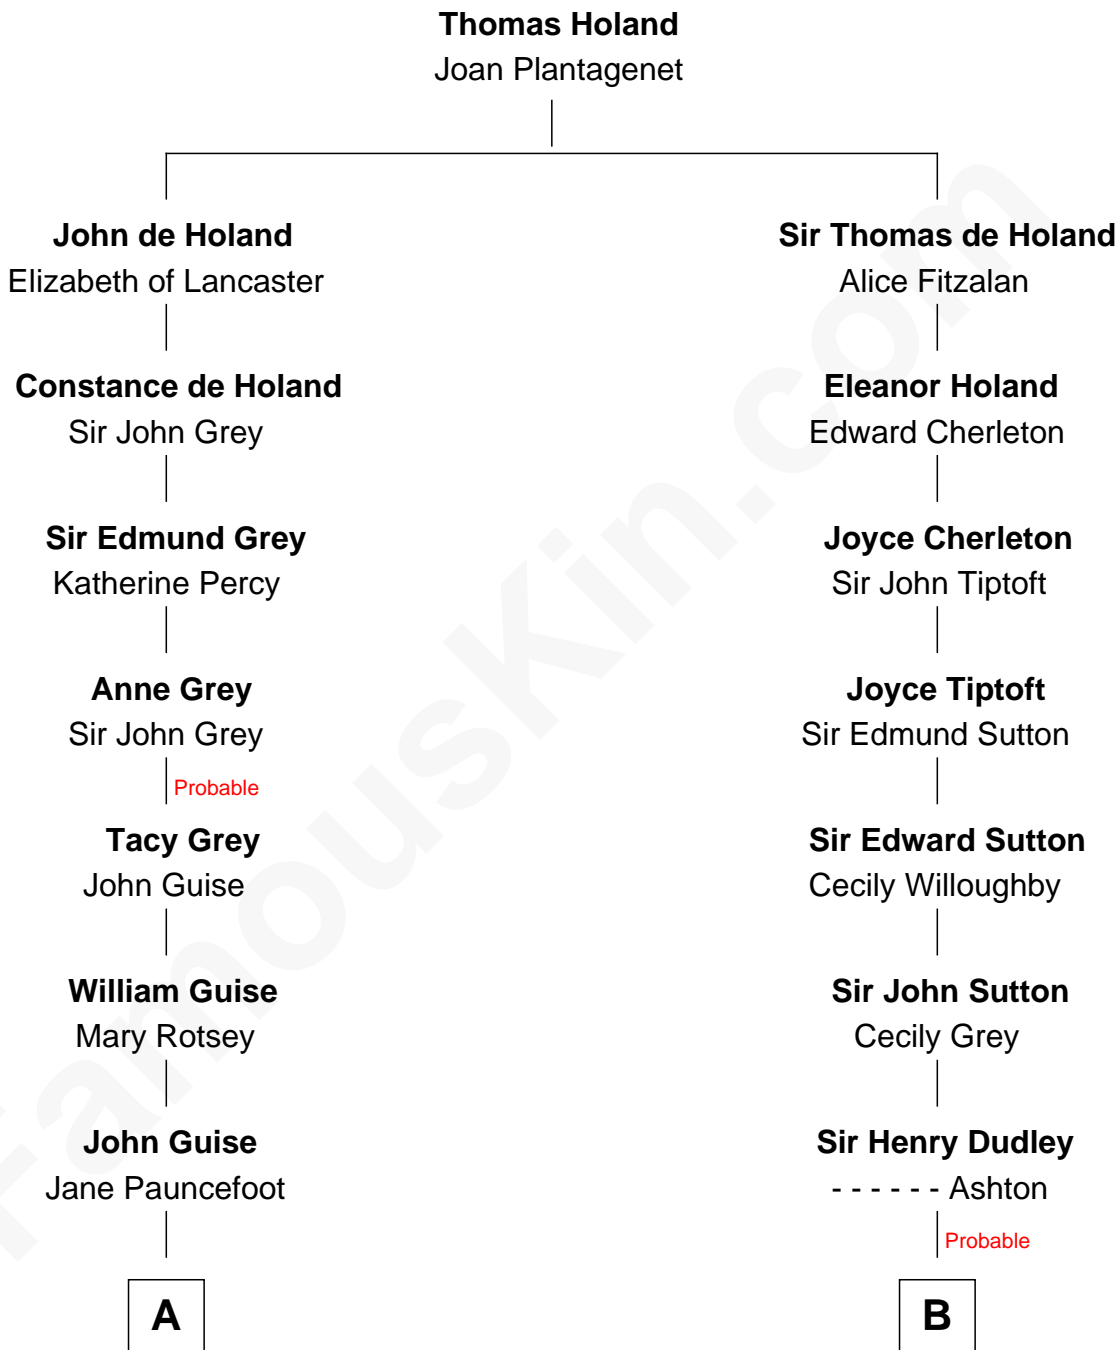 Thomas Holand
Joan Plantagenet
John de Holand
Elizabeth of Lancaster
Sir Thomas de Holand
Alice Fitzalan
Constance de Holand
Sir John Grey
Eleanor Holand
Edward Cherleton
Sir Edmund Grey
Katherine Percy
Joyce Cherleton
Sir John Tiptoft
Anne Grey
Sir John Grey
Joyce Tiptoft
Sir Edmund Sutton
Probable
Tacy Grey
John Guise
Sir Edward Sutton
Cecily Willoughby
William Guise
Mary Rotsey
Sir John Sutton
Cecily Grey
John Guise
Jane Pauncefoot
Sir Henry Dudley
- - - - - - Ashton
Probable
A
B
FamousKin.com